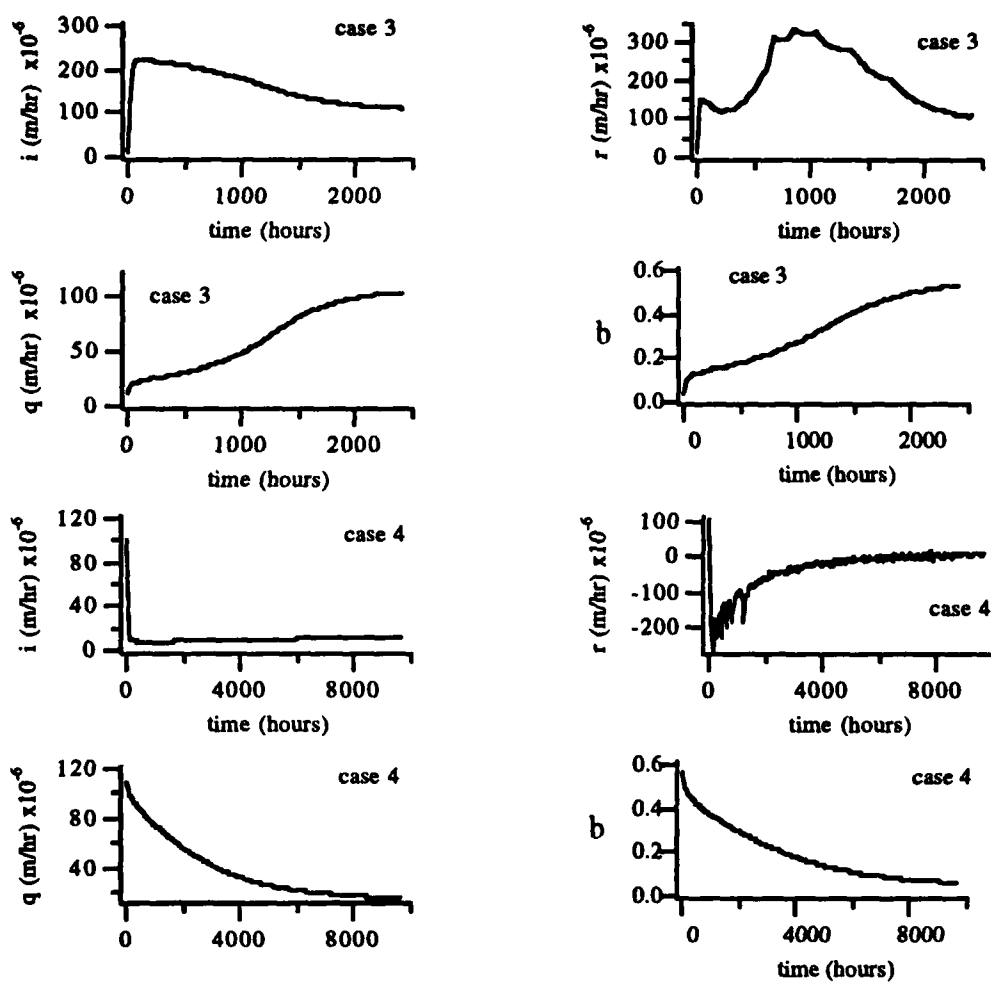 i (m/hr) x10^-6
300
200
100
0
case 3
0 1000 2000
time (hours)
r (m/hr) x10^-6
300
200
100
0
case 3
0 1000 2000
time (hours)
q (m/hr) x10^-6
100
50
0
case 3
0 1000 2000
time (hours)
b
0.6
0.4
0.2
0.0
case 3
0 1000 2000
time (hours)
i (m/hr) x10^-6
120
80
40
0
case 4
0 4000 8000
time (hours)
r (m/hr) x10^-6
100
0
-100
-200
case 4
0 4000 8000
time (hours)
q (m/hr) x10^-6
120
80
40
case 4
0 4000 8000
time (hours)
b
0.6
0.4
0.2
0.0
case 4
0 4000 8000
time (hours)